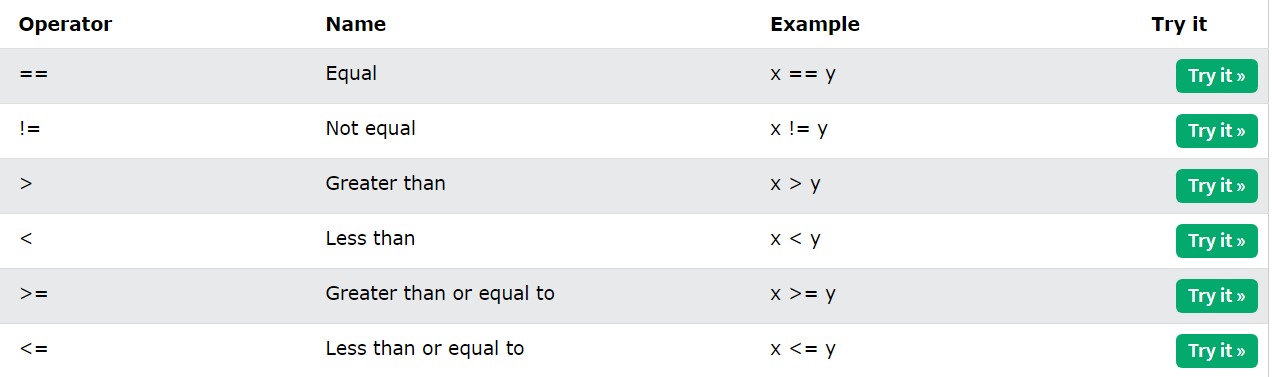 Operator Name Example Try it
== Equal x == y Try it »
!= Not equal x != y Try it »
> Greater than x > y Try it »
< Less than x < y Try it »
>= Greater than or equal to x >= y Try it »
<= Less than or equal to x <= y Try it »